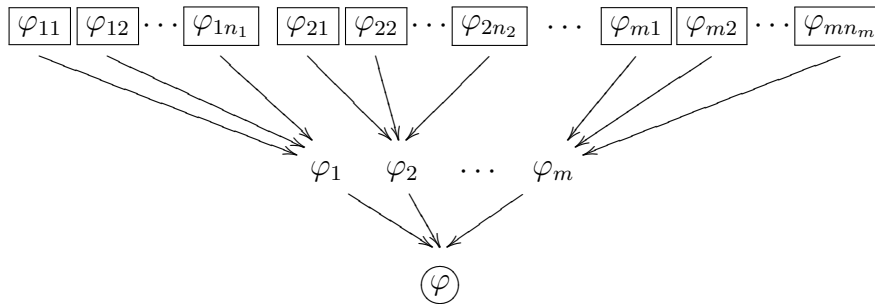 φ₁₁ φ₁₂ ⋯ φ₁ₙ₁ φ₂₁ φ₂₂ ⋯ φ₂ₙ₂ ⋯ φₘ₁ φₘ₂ ⋯ φₘₙₘ
φ₁ φ₂ ⋯ φₘ
φ